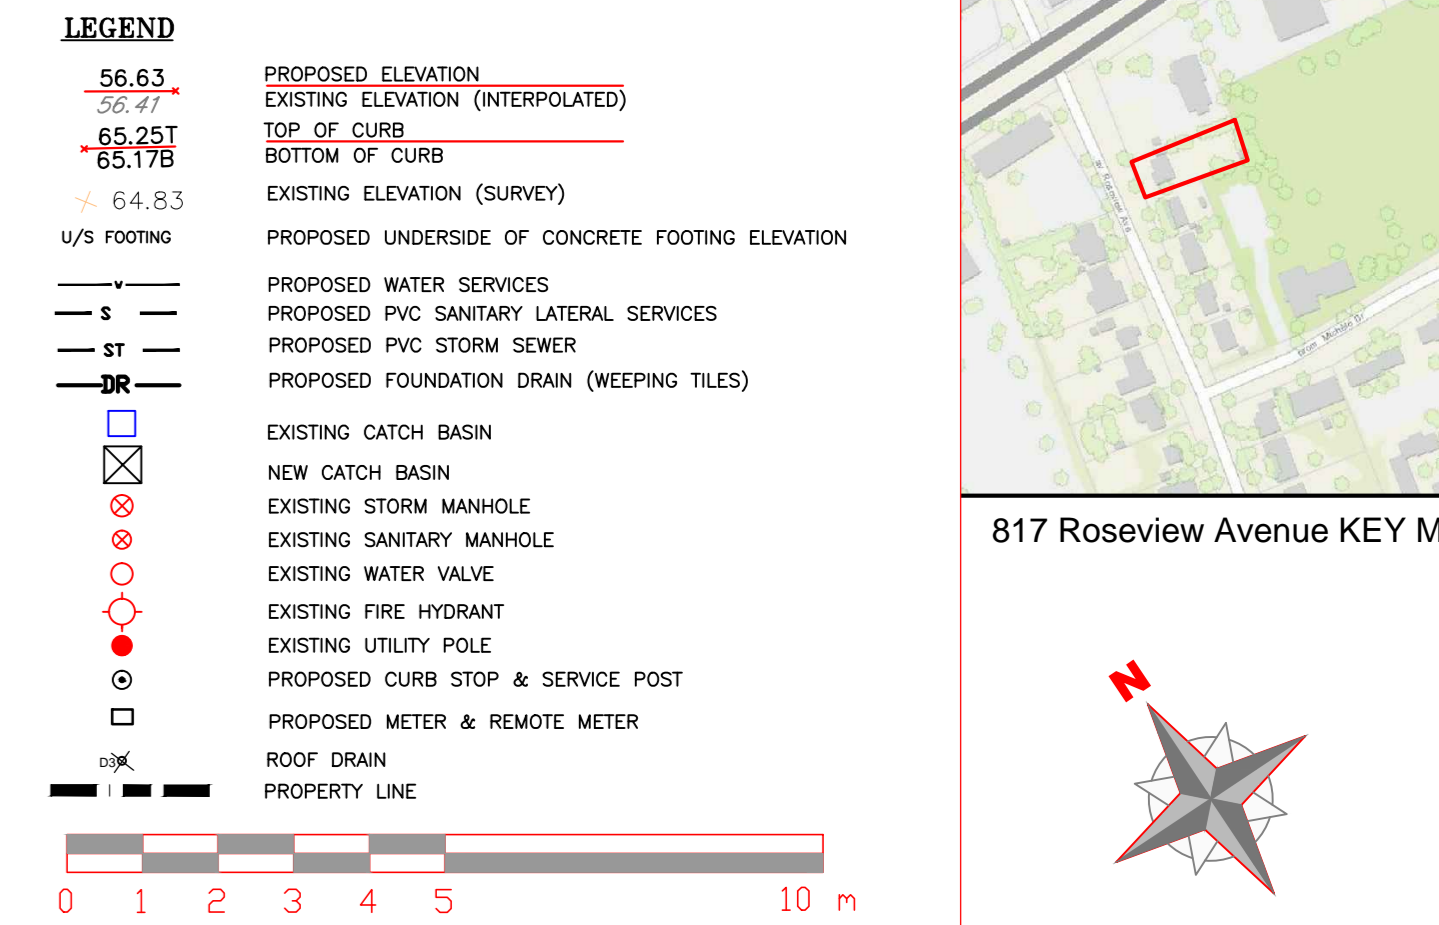 LEGEND
56.63 PROPOSED ELEVATION
56.41 EXISTING ELEVATION (INTERPOLATED)
65.25T TOP OF CURB
65.17B BOTTOM OF CURB
64.83 EXISTING ELEVATION (SURVEY)
U/S FOOTING PROPOSED UNDERSIDE OF CONCRETE FOOTING ELEVATION
PROPOSED WATER SERVICES
S PROPOSED PVC SANITARY LATERAL SERVICES
ST PROPOSED PVC STORM SEWER
DR PROPOSED FOUNDATION DRAIN (WEEPING TILES)
EXISTING CATCH BASIN
NEW CATCH BASIN
EXISTING STORM MANHOLE
EXISTING SANITARY MANHOLE
EXISTING WATER VALVE
EXISTING FIRE HYDRANT
EXISTING UTILITY POLE
PROPOSED CURB STOP & SERVICE POST
PROPOSED METER & REMOTE METER
D3 ROOF DRAIN
PROPERTY LINE
0 1 2 3 4 5 10 m
817 Roseview Avenue KEY M
N